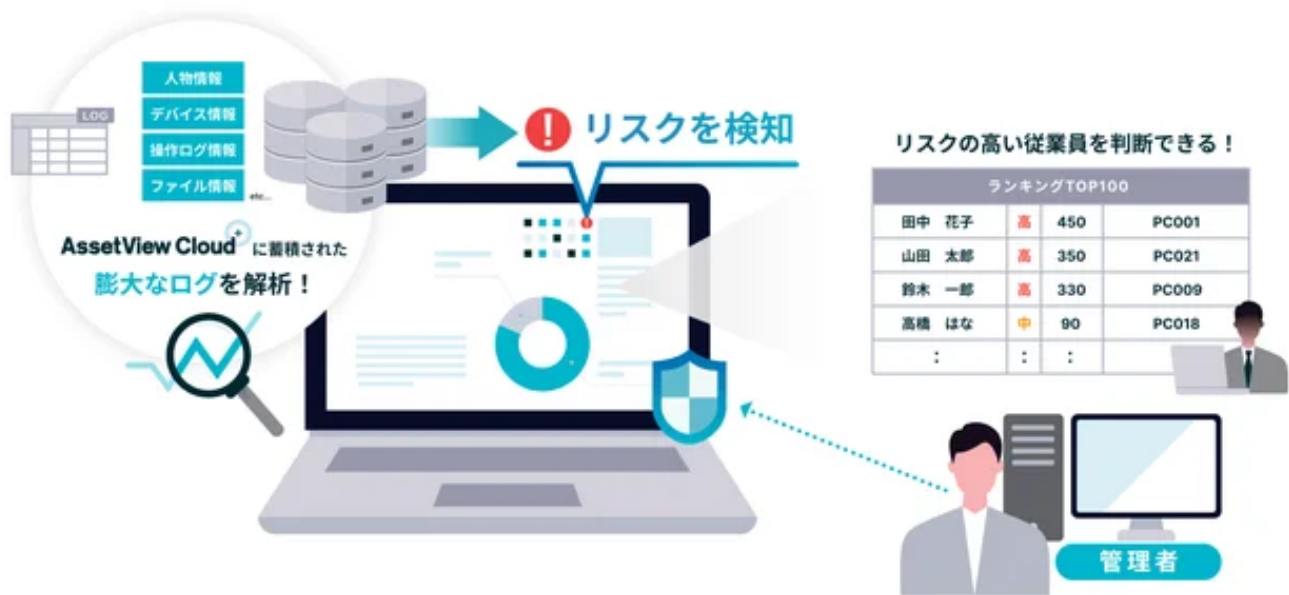 LOG
人物情報
デバイス情報
操作ログ情報
ファイル情報
etc...
AssetView Cloud+ に蓄積された
膨大なログを解析！
! リスクを検知
!
リスクの高い従業員を判断できる！
ランキングTOP100
田中 花子 高 450 PC001
山田 太郎 高 350 PC021
鈴木 一郎 高 330 PC009
高橋 はな 中 90 PC018
： ： ：
管理者